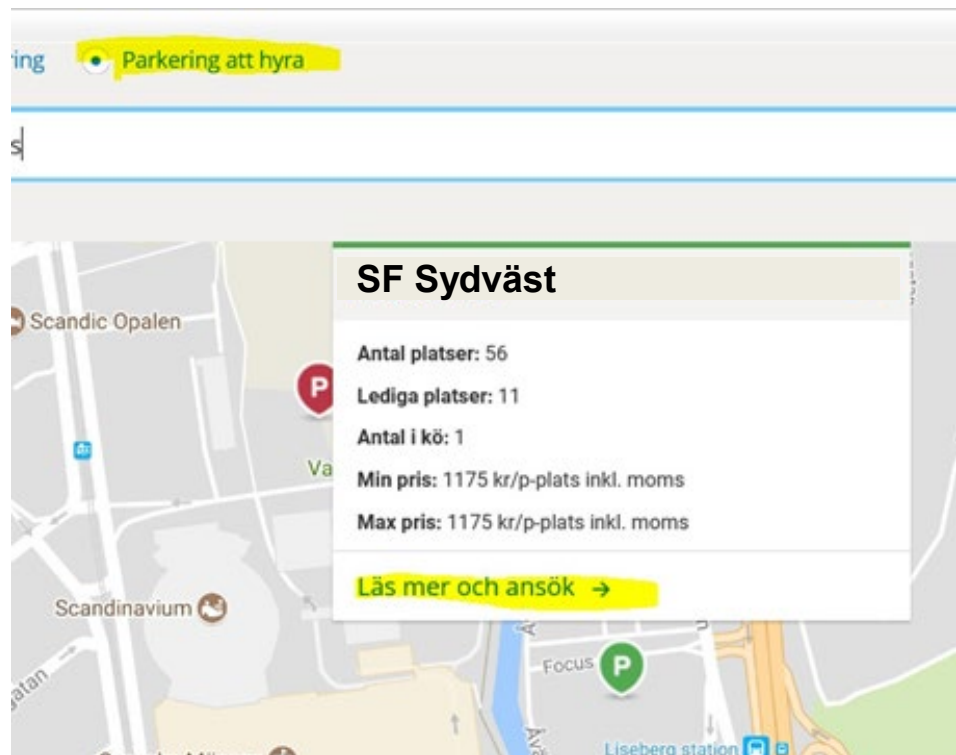 ring Parkering att hyra
s
SF Sydväst
Scandic Opalen
Antal platser: 56
P
Lediga platser: 11
Antal i kö: 1
Va
Min pris: 1175 kr/p-plats inkl. moms
Max pris: 1175 kr/p-plats inkl. moms
Läs mer och ansök →
Scandinavium
Focus P
gatan
Liseberg station